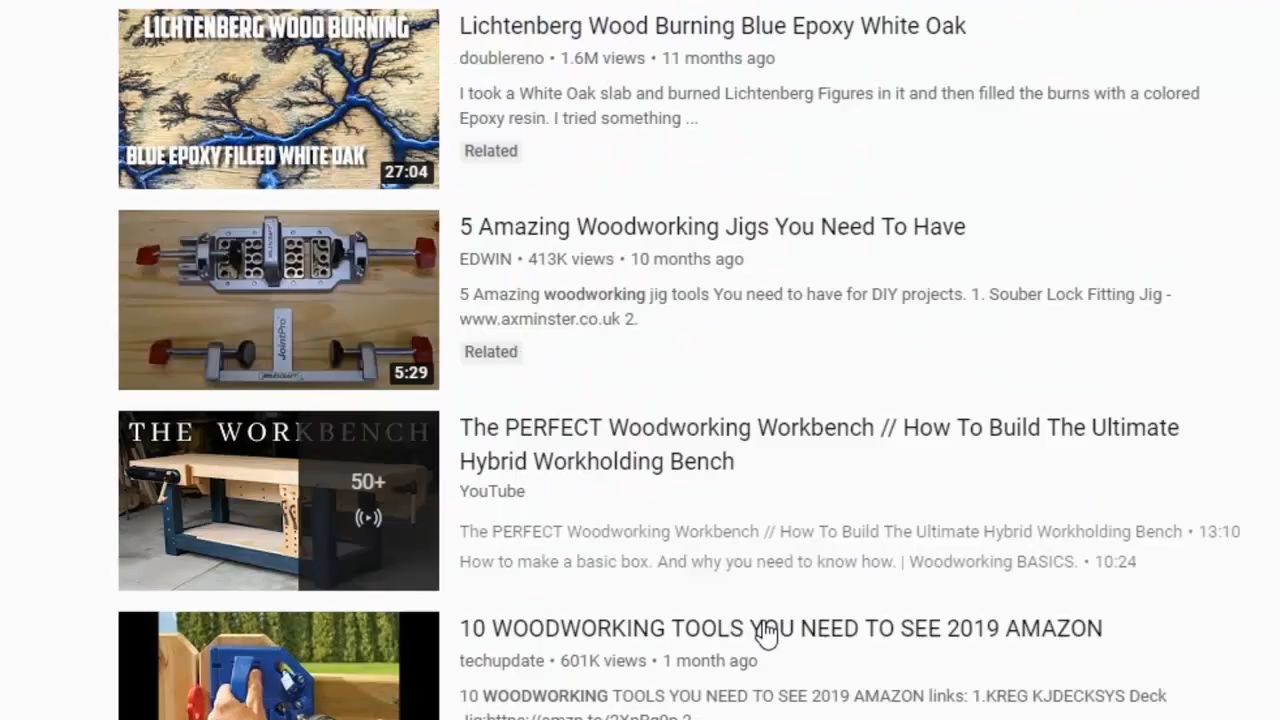 LICHTENBERG WOOD BURNING
BLUE EPOXY FILLED WHITE OAK
27:04
Lichtenberg Wood Burning Blue Epoxy White Oak
doublereno • 1.6M views • 11 months ago
I took a White Oak slab and burned Lichtenberg Figures in it and then filled the burns with a colored
Epoxy resin. I tried something ...
Related
JointPro
5:29
5 Amazing Woodworking Jigs You Need To Have
EDWIN • 413K views • 10 months ago
5 Amazing woodworking jig tools You need to have for DIY projects. 1. Souber Lock Fitting Jig -
www.axminster.co.uk 2.
Related
THE WORKBENCH
50+
The PERFECT Woodworking Workbench // How To Build The Ultimate
Hybrid Workholding Bench
YouTube
The PERFECT Woodworking Workbench // How To Build The Ultimate Hybrid Workholding Bench • 13:10
How to make a basic box. And why you need to know how. | Woodworking BASICS. • 10:24
10 WOODWORKING TOOLS YOU NEED TO SEE 2019 AMAZON
techupdate • 601K views • 1 month ago
10 WOODWORKING TOOLS YOU NEED TO SEE 2019 AMAZON links: 1.KREG KJDECKSYS Deck